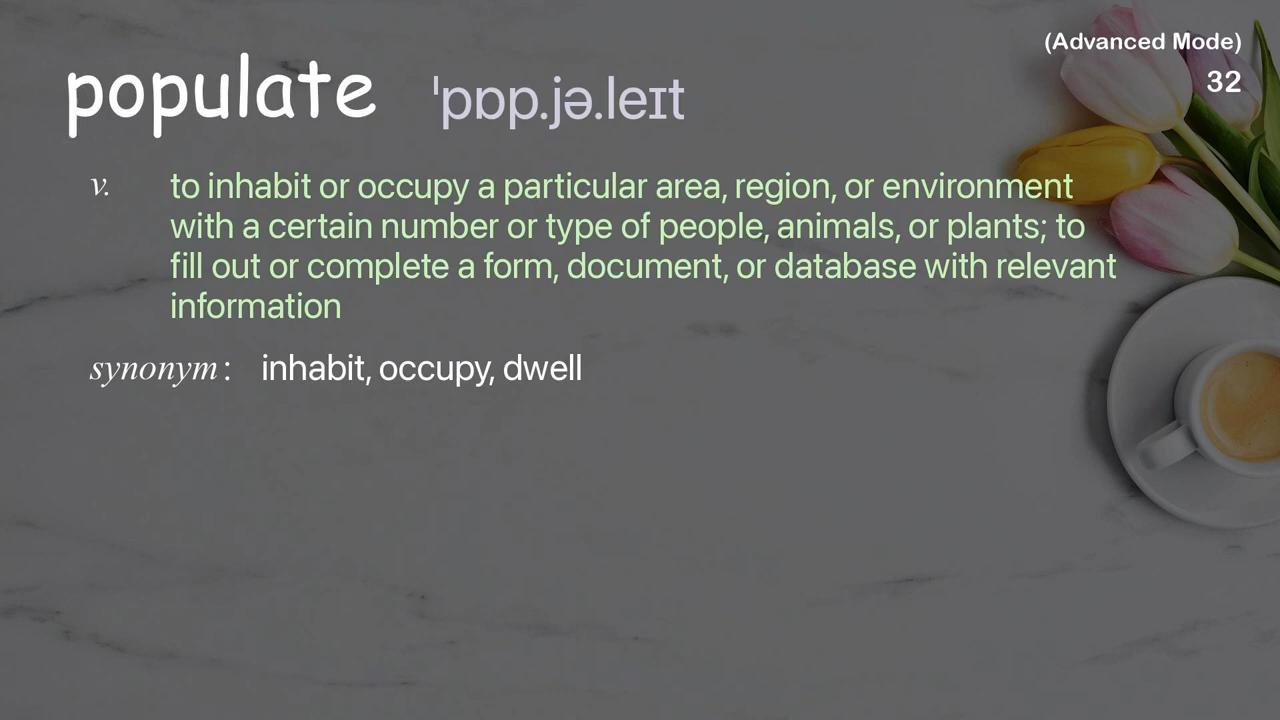 (Advanced Mode)
populate ˈpɒp.jə.leɪt
32
v. to inhabit or occupy a particular area, region, or environment
with a certain number or type of people, animals, or plants; to
fill out or complete a form, document, or database with relevant
information
synonym : inhabit, occupy, dwell